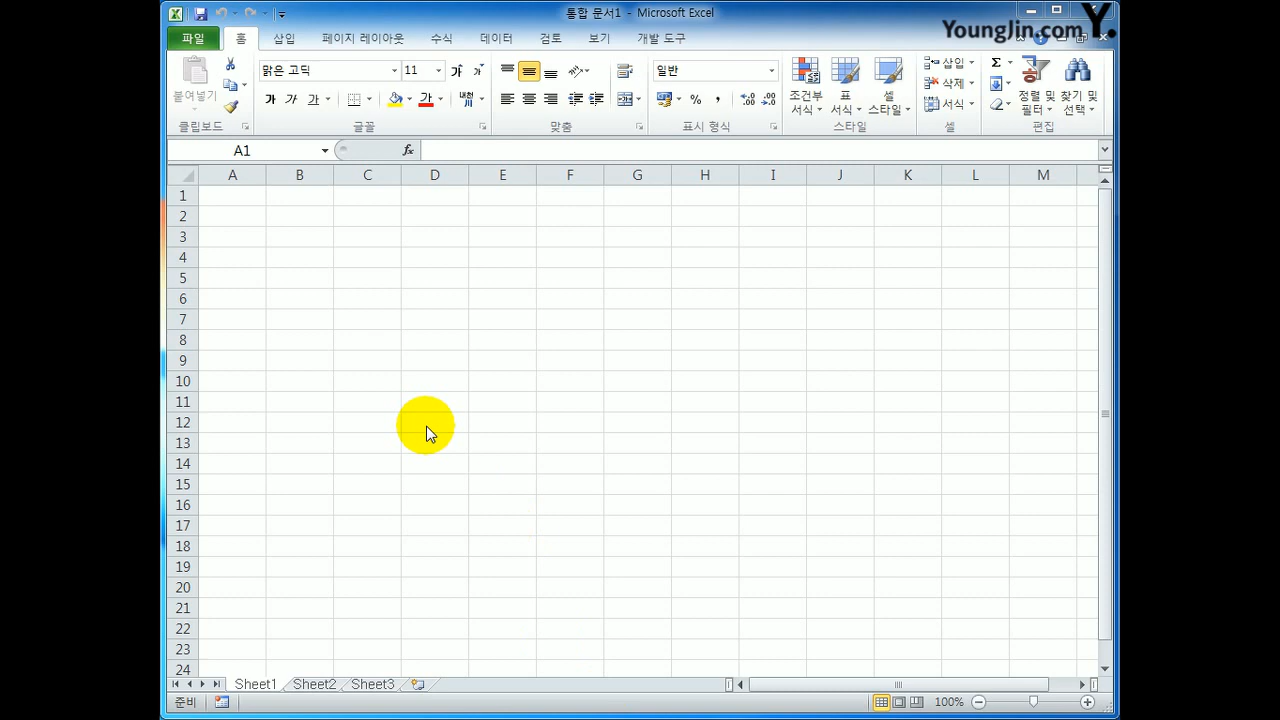 통합 문서1 - Microsoft Excel
YoungJin.com Y.
파일 홈 삽입 페이지 레이아웃 수식 데이터 검토 보기 개발 도구
붙여넣기
클립보드
맑은 고딕 11 가 가
가 가 가 가 내천
글꼴
맞춤
일반
% ,
표시 형식
조건부 서식
표 서식
셀 스타일
스타일
삽입
삭제
서식
셀
Σ
정렬 및 필터
찾기 및 선택
편집
A1 fx
A B C D E F G H I J K L M
1
2
3
4
5
6
7
8
9
10
11
12
13
14
15
16
17
18
19
20
21
22
23
24
Sheet1 Sheet2 Sheet3
준비 100%